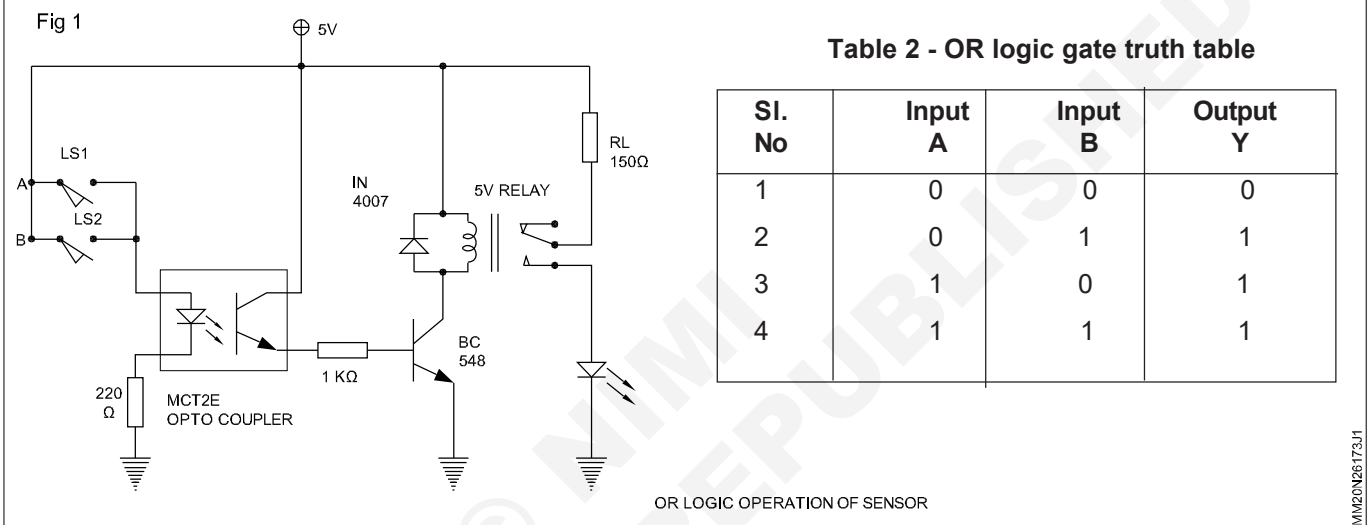 Fig 1
5V
A
LS1
B
LS2
IN
4007
5V RELAY
RL
150Ω
220
Ω
MCT2E
OPTO COUPLER
1 KΩ
BC
548
OR LOGIC OPERATION OF SENSOR
Table 2 - OR logic gate truth table
Sl. No Input A Input B Output Y
1 0 0 0
2 0 1 1
3 1 0 1
4 1 1 1
MM20N26173J1
© NIMI
REPUBLISHED